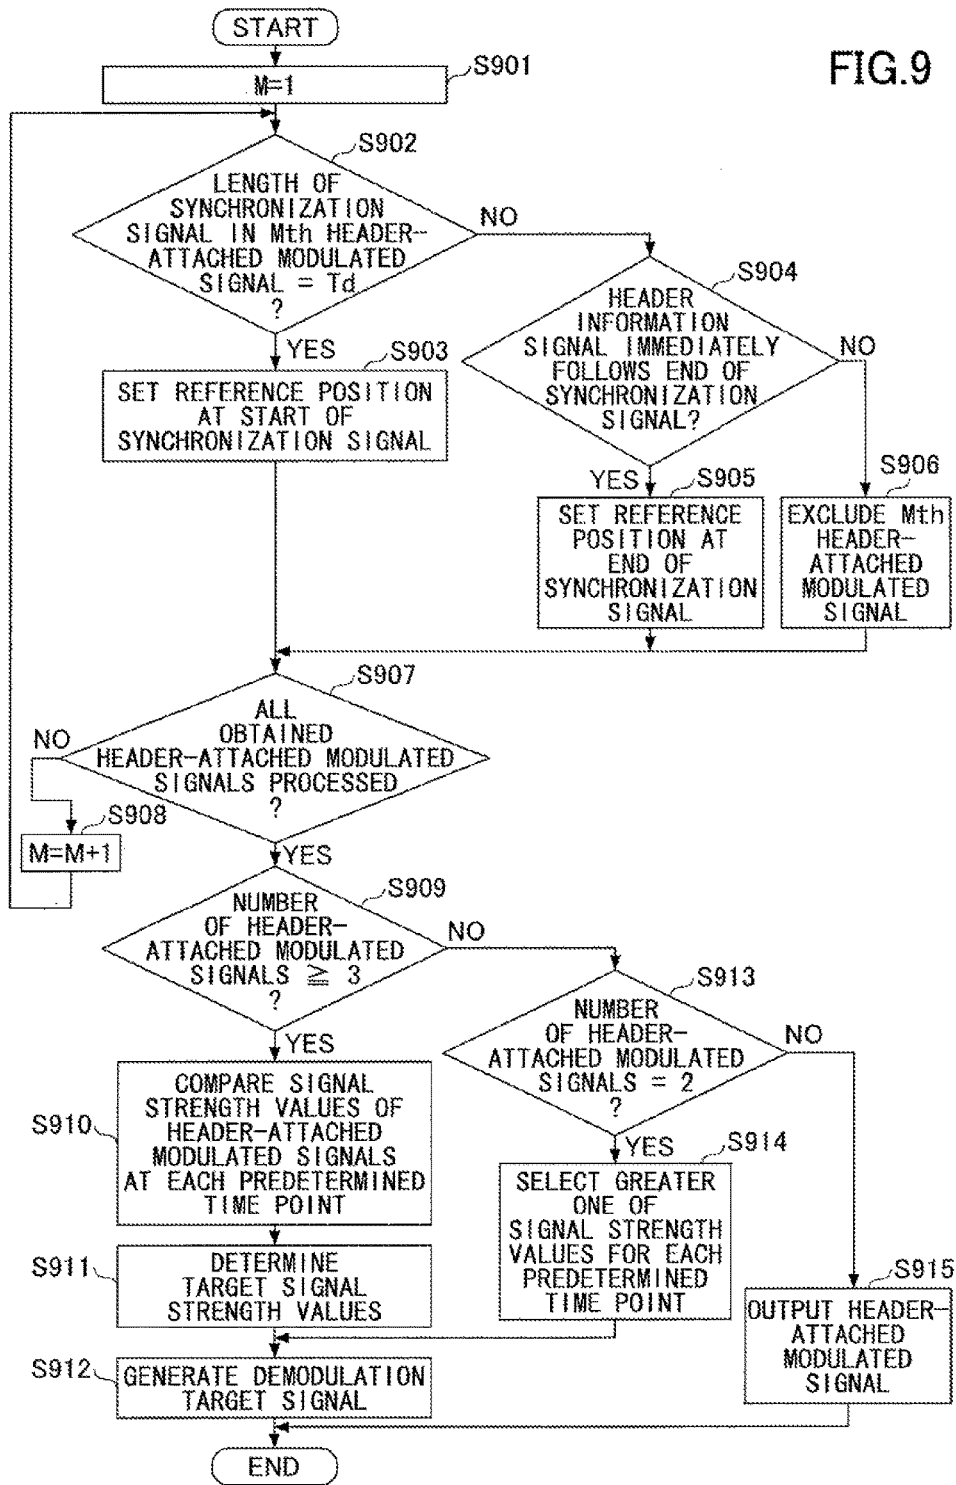 START
FIG.9
S901
M=1
S902
LENGTH OF
SYNCHRONIZATION
SIGNAL IN Mth HEADER-
ATTACHED MODULATED
SIGNAL = Td
?
NO
YES
S903
SET REFERENCE POSITION
AT START OF
SYNCHRONIZATION SIGNAL
S904
HEADER
INFORMATION
SIGNAL IMMEDIATELY
FOLLOWS END OF
SYNCHRONIZATION
SIGNAL?
NO
YES
S905
SET REFERENCE
POSITION AT
END OF
SYNCHRONIZATION
SIGNAL
S906
EXCLUDE Mth
HEADER-
ATTACHED
MODULATED
SIGNAL
S907
ALL
OBTAINED
HEADER-ATTACHED MODULATED
SIGNALS PROCESSED
?
NO
S908
M=M+1
YES
S909
NUMBER
OF HEADER-
ATTACHED MODULATED
SIGNALS ≧ 3
?
NO
YES
S910
COMPARE SIGNAL
STRENGTH VALUES OF
HEADER-ATTACHED
MODULATED SIGNALS
AT EACH PREDETERMINED
TIME POINT
S911
DETERMINE
TARGET SIGNAL
STRENGTH VALUES
S912
GENERATE DEMODULATION
TARGET SIGNAL
S913
NUMBER
OF HEADER-
ATTACHED MODULATED
SIGNALS = 2
?
NO
YES
S914
SELECT GREATER
ONE OF
SIGNAL STRENGTH
VALUES FOR EACH
PREDETERMINED
TIME POINT
S915
OUTPUT HEADER-
ATTACHED
MODULATED
SIGNAL
END